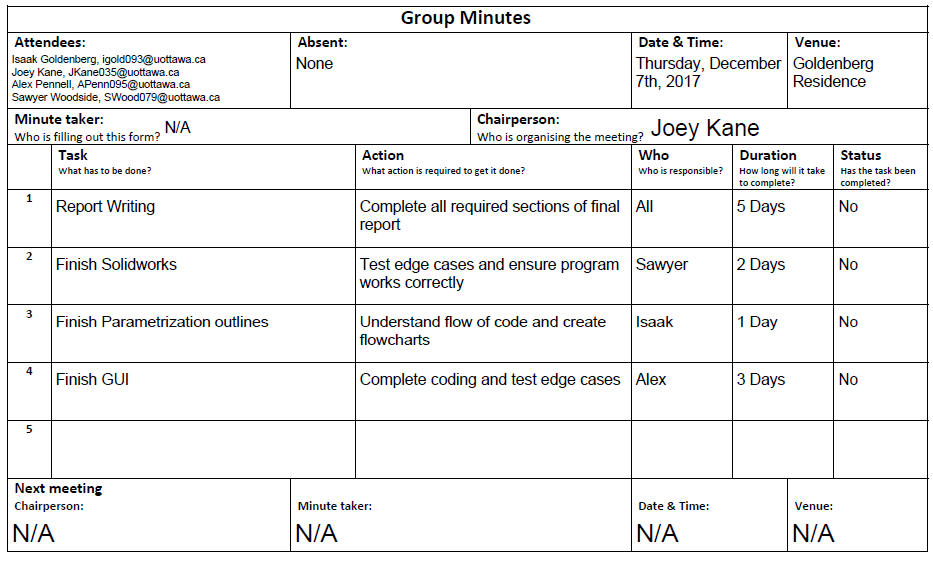 Group Minutes
Attendees:
Isaak Goldenberg, igold093@uottawa.ca
Joey Kane, JKane035@uottawa.ca
Alex Pennell, APenn095@uottawa.ca
Sawyer Woodside, SWood079@uottawa.ca
Absent:
None
Date & Time:
Thursday, December
7th, 2017
Venue:
Goldenberg
Residence
Minute taker:
Who is filling out this form? N/A
Chairperson:
Who is organising the meeting? Joey Kane
Task
What has to be done?
Action
What action is required to get it done?
Who
Who is responsible?
Duration
How long will it take
to complete?
Status
Has the task been
completed?
1
Report Writing
Complete all required sections of final
report
All
5 Days
No
2
Finish Solidworks
Test edge cases and ensure program
works correctly
Sawyer
2 Days
No
3
Finish Parametrization outlines
Understand flow of code and create
flowcharts
Isaak
1 Day
No
4
Finish GUI
Complete coding and test edge cases
Alex
3 Days
No
5
Next meeting
Chairperson:
N/A
Minute taker:
N/A
Date & Time:
N/A
Venue:
N/A